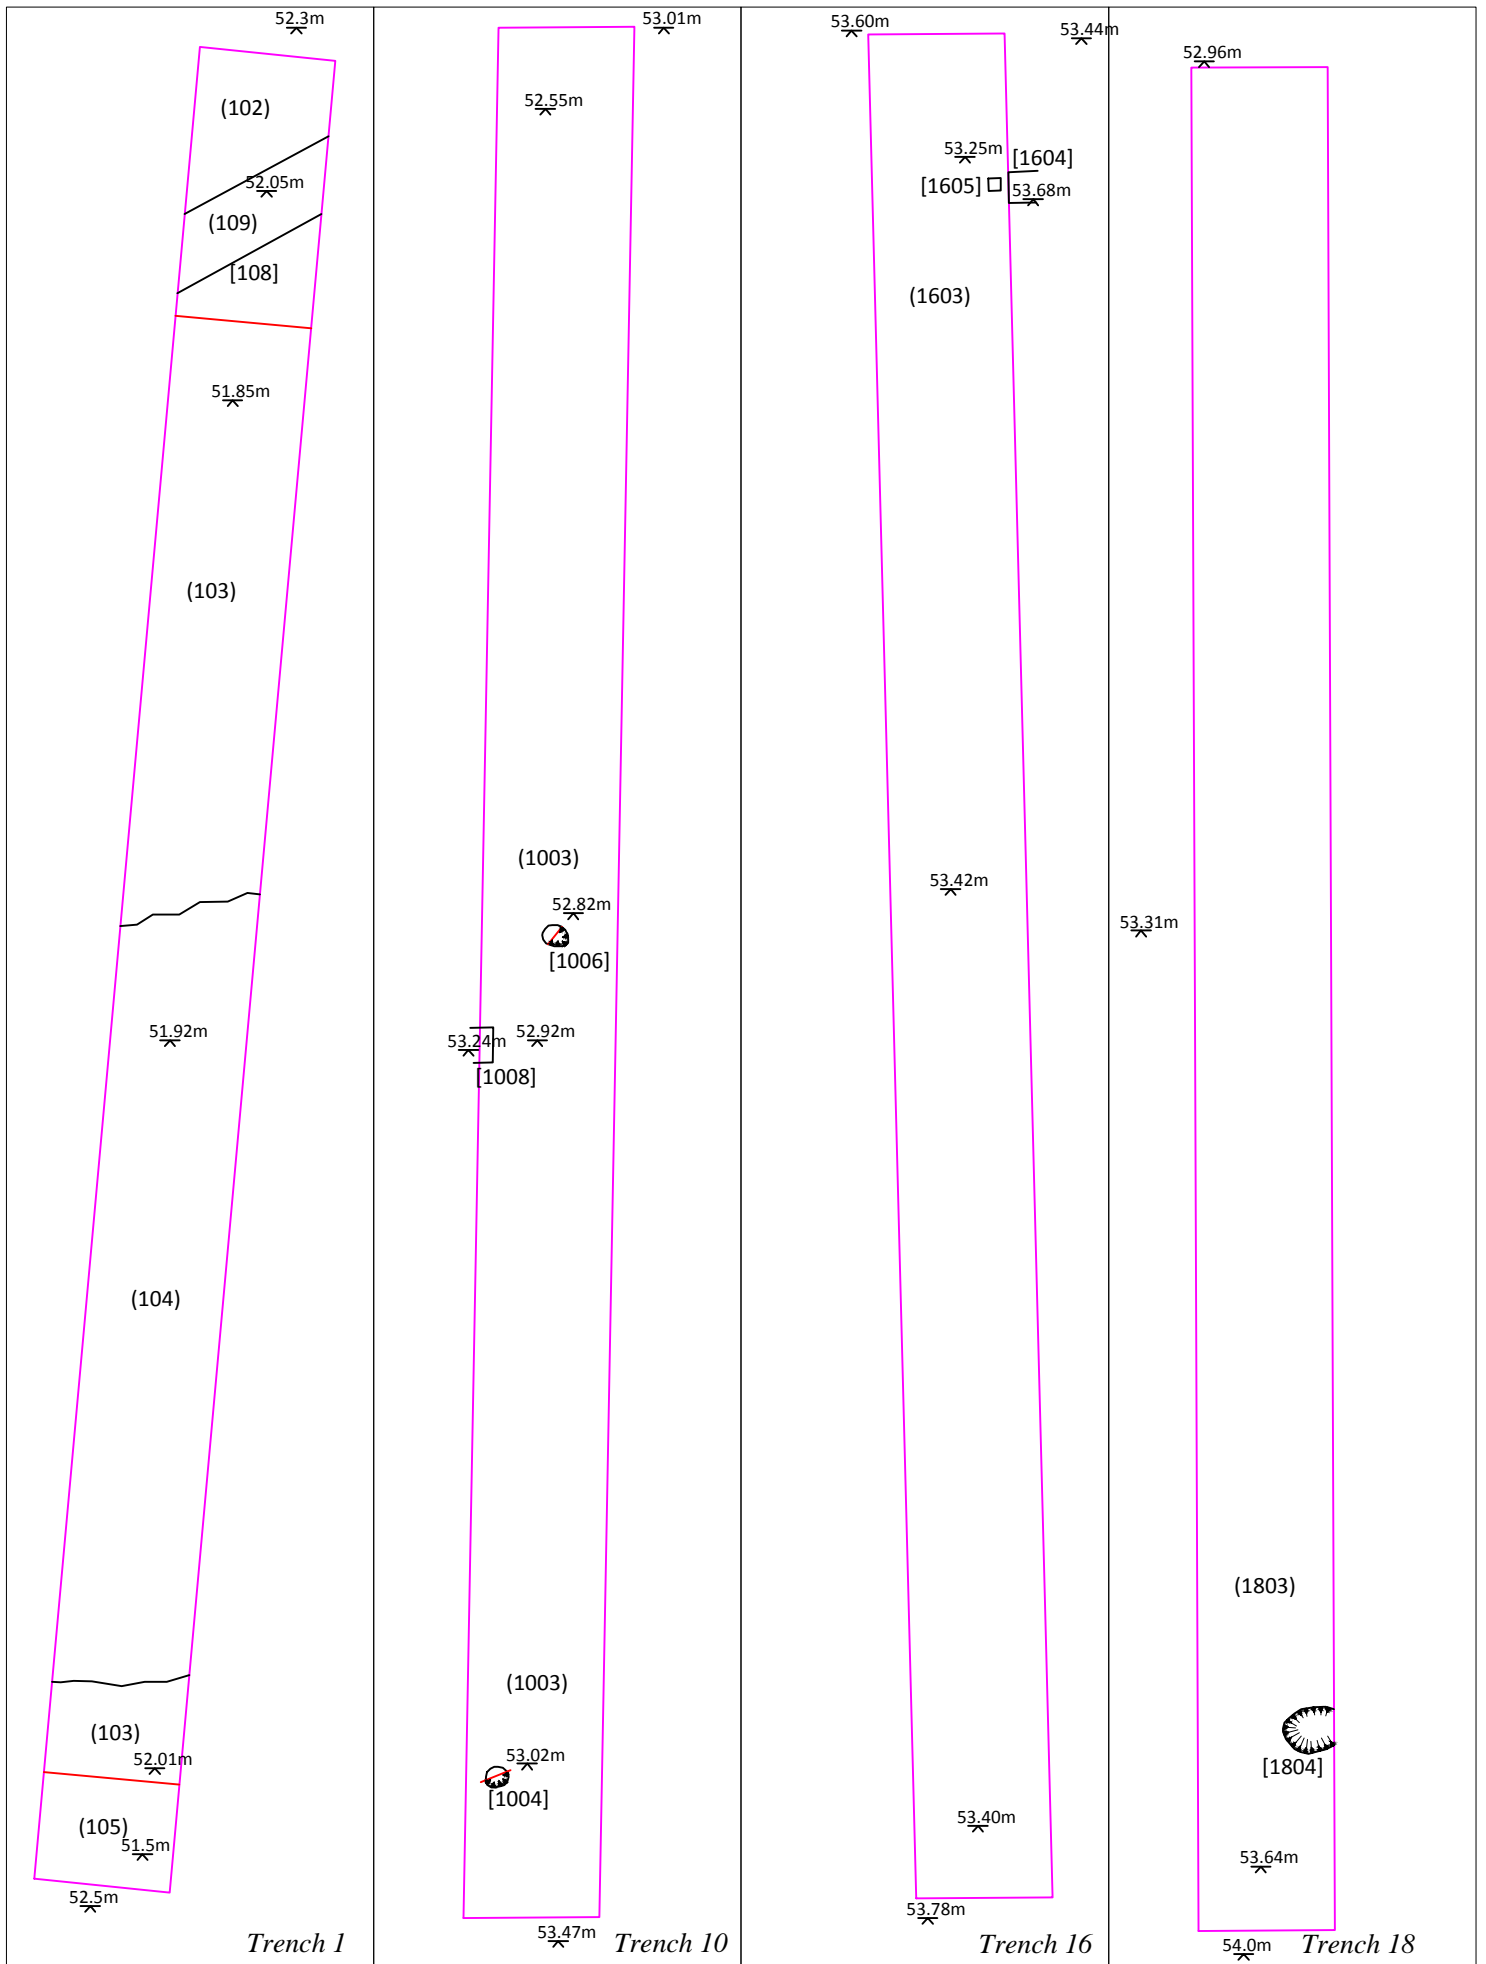 52.3m
(102)
52.05m
(109)
[108]
51.85m
(103)
51.92m
(104)
(103)
52.01m
(105)
51.5m
52.5m
Trench 1
53.01m
52.55m
(1003)
52.82m
[1006]
53.24m
52.92m
[1008]
(1003)
53.02m
[1004]
53.47m
Trench 10
53.60m
53.44m
53.25m
[1604]
[1605]
53.68m
(1603)
53.42m
53.40m
53.78m
Trench 16
52.96m
53.31m
(1803)
[1804]
53.64m
54.0m
Trench 18